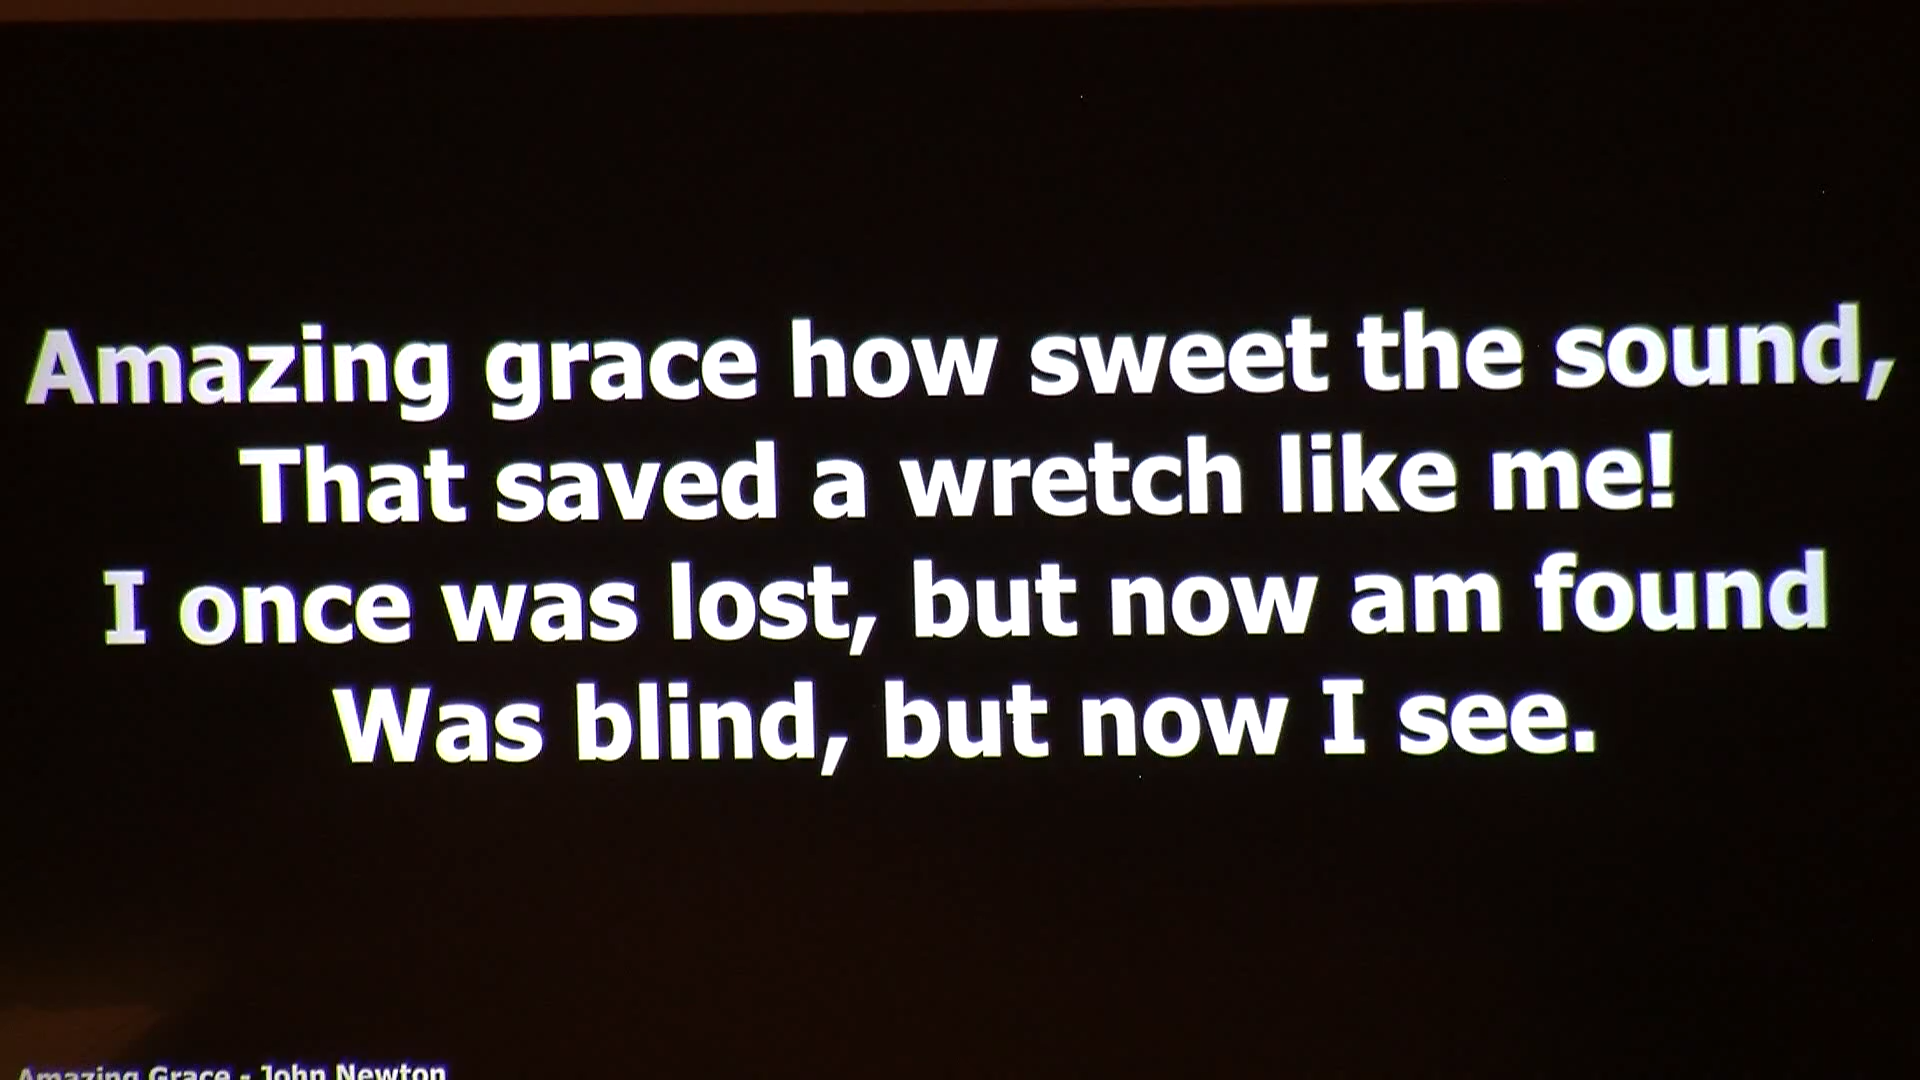 Amazing grace how sweet the sound,
That saved a wretch like me!
I once was lost, but now am found
Was blind, but now I see.
Amazing Grace - John Newton